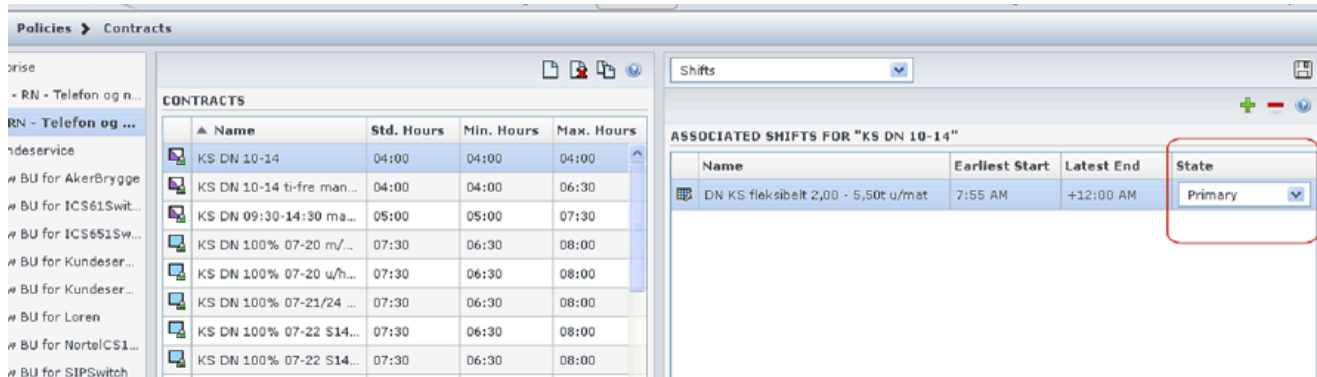 Policies > Contracts
orise
- RN - Telefon og n...
RN - Telefon og ...
ndeservice
w BU for AkerBrygge
w BU for ICS61Swit...
w BU for ICS651Sw...
w BU for Kundeser...
w BU for Kundeser...
w BU for Loren
w BU for NortelCS1...
w BU for SIPSwitch
CONTRACTS
Name Std. Hours Min. Hours Max. Hours
KS DN 10-14 04:00 04:00 04:00
KS DN 10-14 ti-fre man... 04:00 04:00 06:30
KS DN 09:30-14:30 ma... 05:00 05:00 07:30
KS DN 100% 07-20 m/... 07:30 06:30 08:00
KS DN 100% 07-20 u/h... 07:30 06:30 08:00
KS DN 100% 07-21/24 ... 07:30 06:30 08:00
KS DN 100% 07-22 S14... 07:30 06:30 08:00
KS DN 100% 07-22 S14... 07:30 06:30 08:00
Shifts
ASSOCIATED SHIFTS FOR "KS DN 10-14"
Name Earliest Start Latest End State
DN KS fleksibelt 2,00 - 5,50t u/mat 7:55 AM +12:00 AM Primary